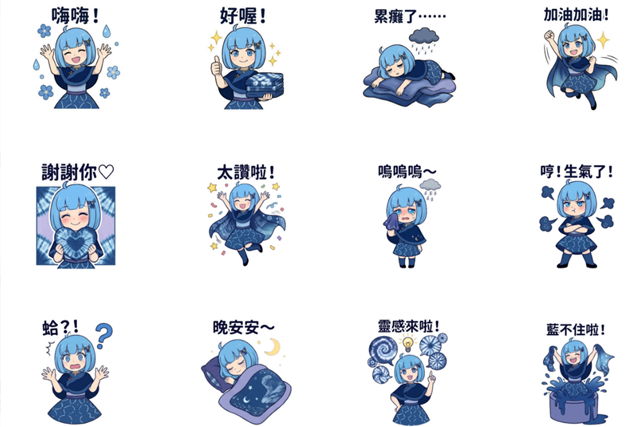 嗨嗨！
好喔！
累癱了⋯⋯
加油加油！
謝謝你♡
太讚啦！
嗚嗚嗚～
哼！生氣了！
蛤？！
晚安安～
靈感來啦！
藍不住啦！